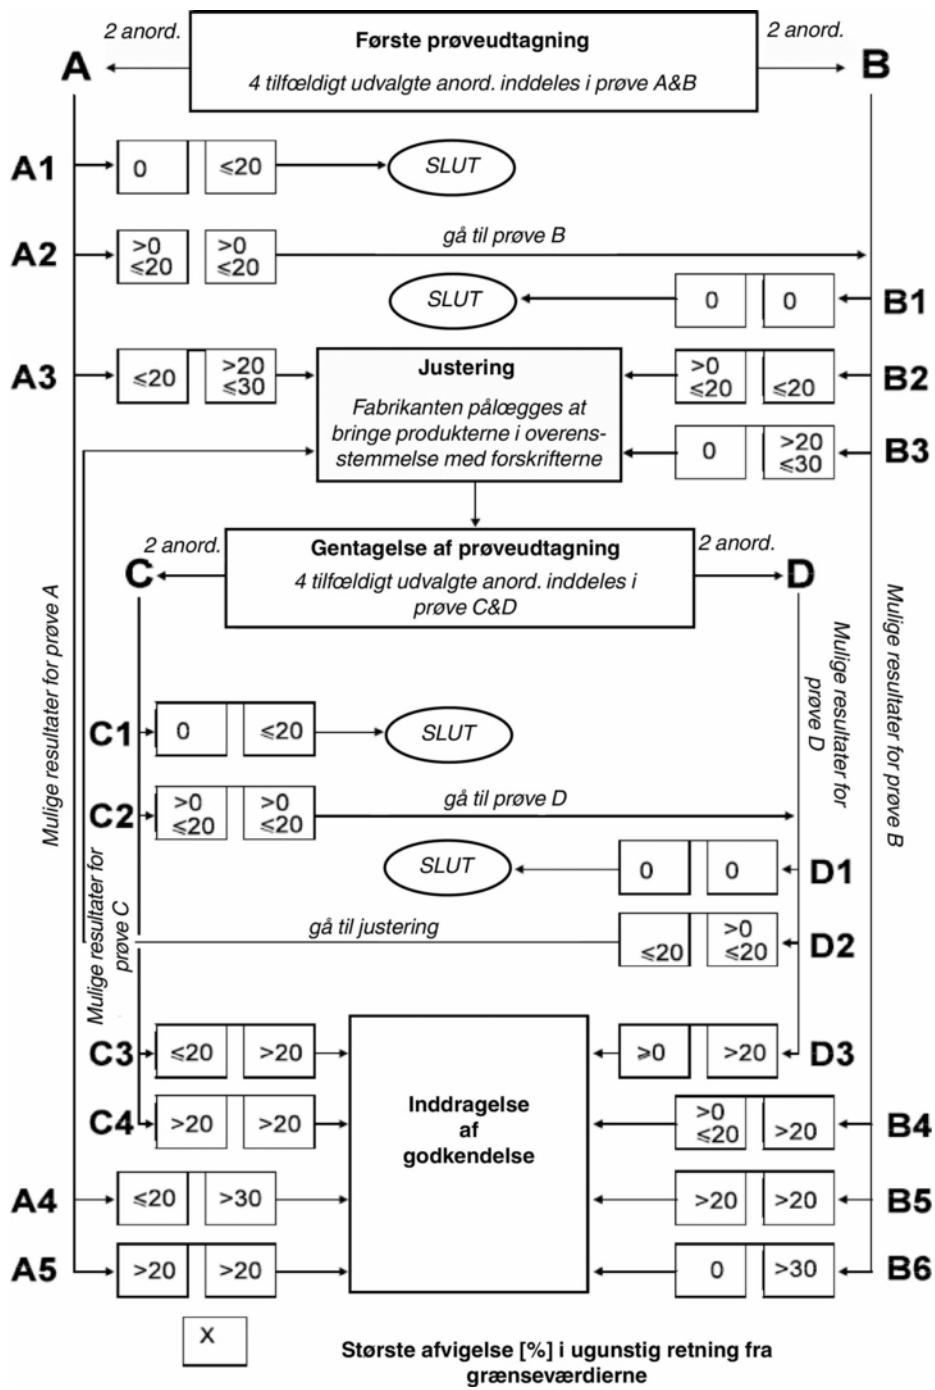 2 anord.
Første prøveudtagning
2 anord.
A
4 tilfældigt udvalgte anord. inddeles i prøve A&B
B
A1
0
≤20
SLUT
A2
>0
≤20
>0
≤20
gå til prøve B
SLUT
0
0
B1
A3
≤20
>20
≤30
Justering
Fabrikanten pålægges at
bringe produkterne i overens-
stemmelse med forskrifterne
>0
≤20
≤20
B2
0
>20
≤30
B3
2 anord.
Gentagelse af prøveudtagning
2 anord.
C
4 tilfældigt udvalgte anord. inddeles i
prøve C&D
D
Mulige resultater for prøve A
Mulige resultater for
prøve D
Mulige resultater for prøve B
C1
0
≤20
SLUT
C2
>0
≤20
>0
≤20
gå til prøve D
Mulige resultater for
prøve C
SLUT
0
0
D1
gå til justering
≤20
>0
≤20
D2
C3
≤20
>20
Inddragelse
af
godkendelse
≥0
>20
D3
C4
>20
>20
>0
≤20
>20
B4
A4
≤20
>30
>20
>20
B5
A5
>20
>20
0
>30
B6
X
Største afvigelse [%] i ugunstig retning fra
grænseværdierne